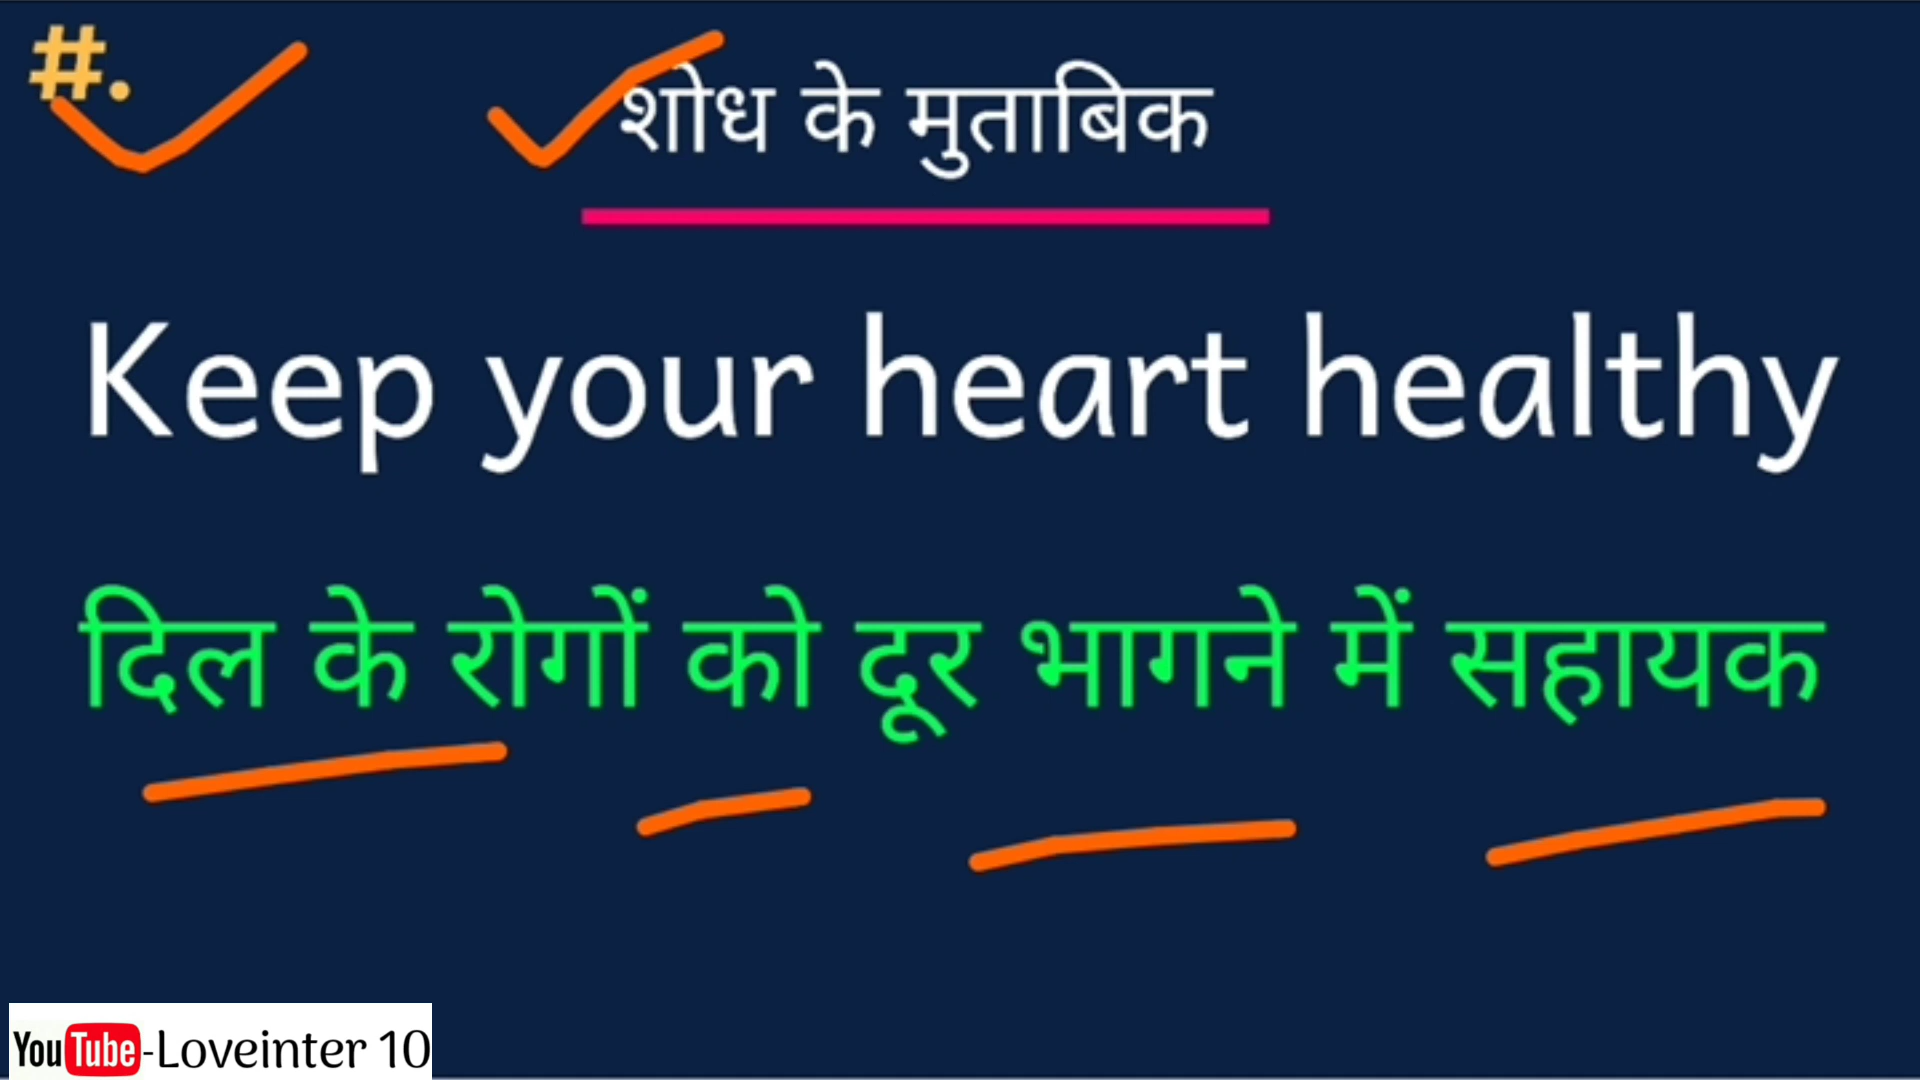 #.
शोध के मुताबिक
Keep your heart healthy
दिल के रोगों को दूर भागने में सहायक
YouTube-Loveinter 10